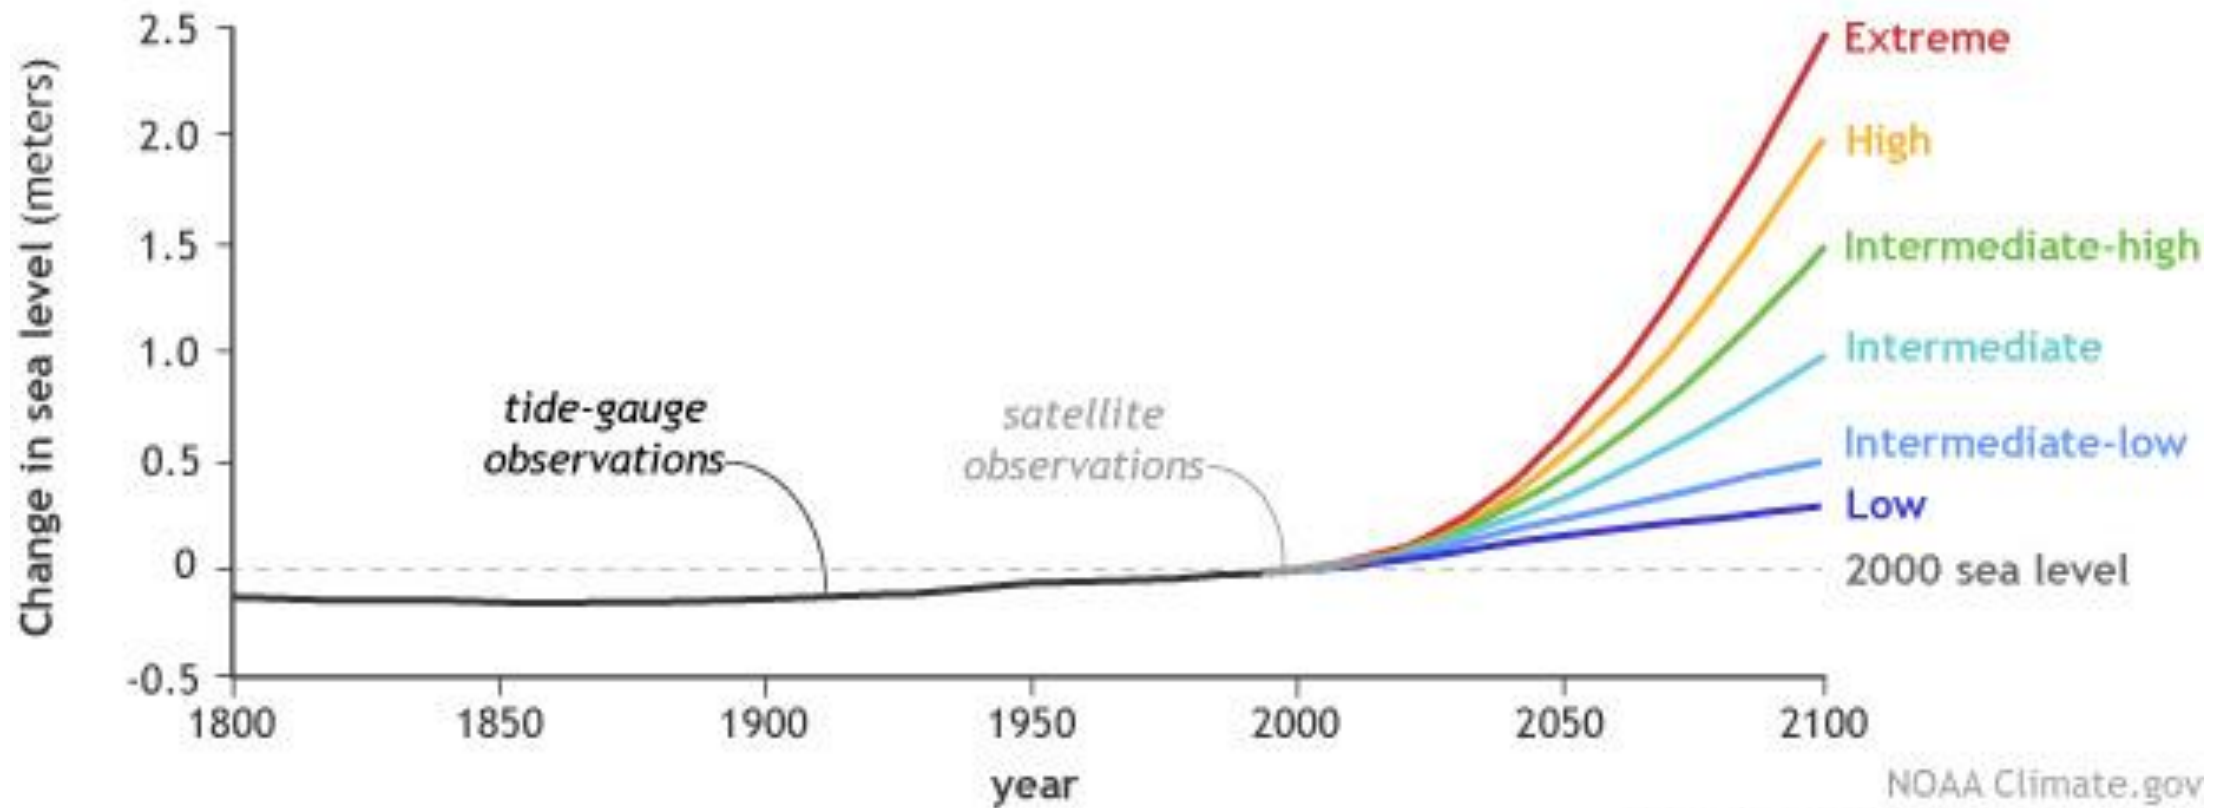 Change in sea level (meters)
2.5
2.0
1.5
1.0
0.5
0
-0.5
tide-gauge
observations
satellite
observations
Extreme
High
Intermediate-high
Intermediate
Intermediate-low
Low
2000 sea level
1800 1850 1900 1950 2000 2050 2100
year
NOAA Climate.gov